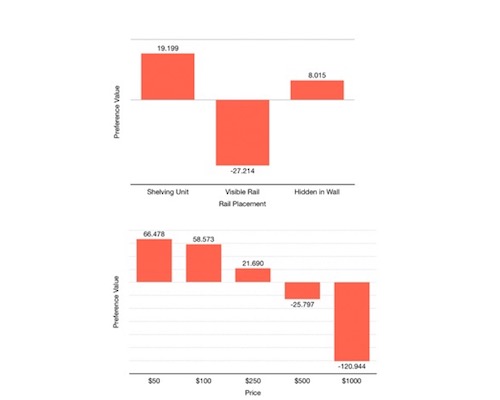 19.199
8.015
-27.214
Preference Value
Shelving Unit Visible Rail Hidden in Wall
Rail Placement
66.478
58.573
21.690
-25.797
-120.944
Preference Value
$50 $100 $250 $500 $1000
Price